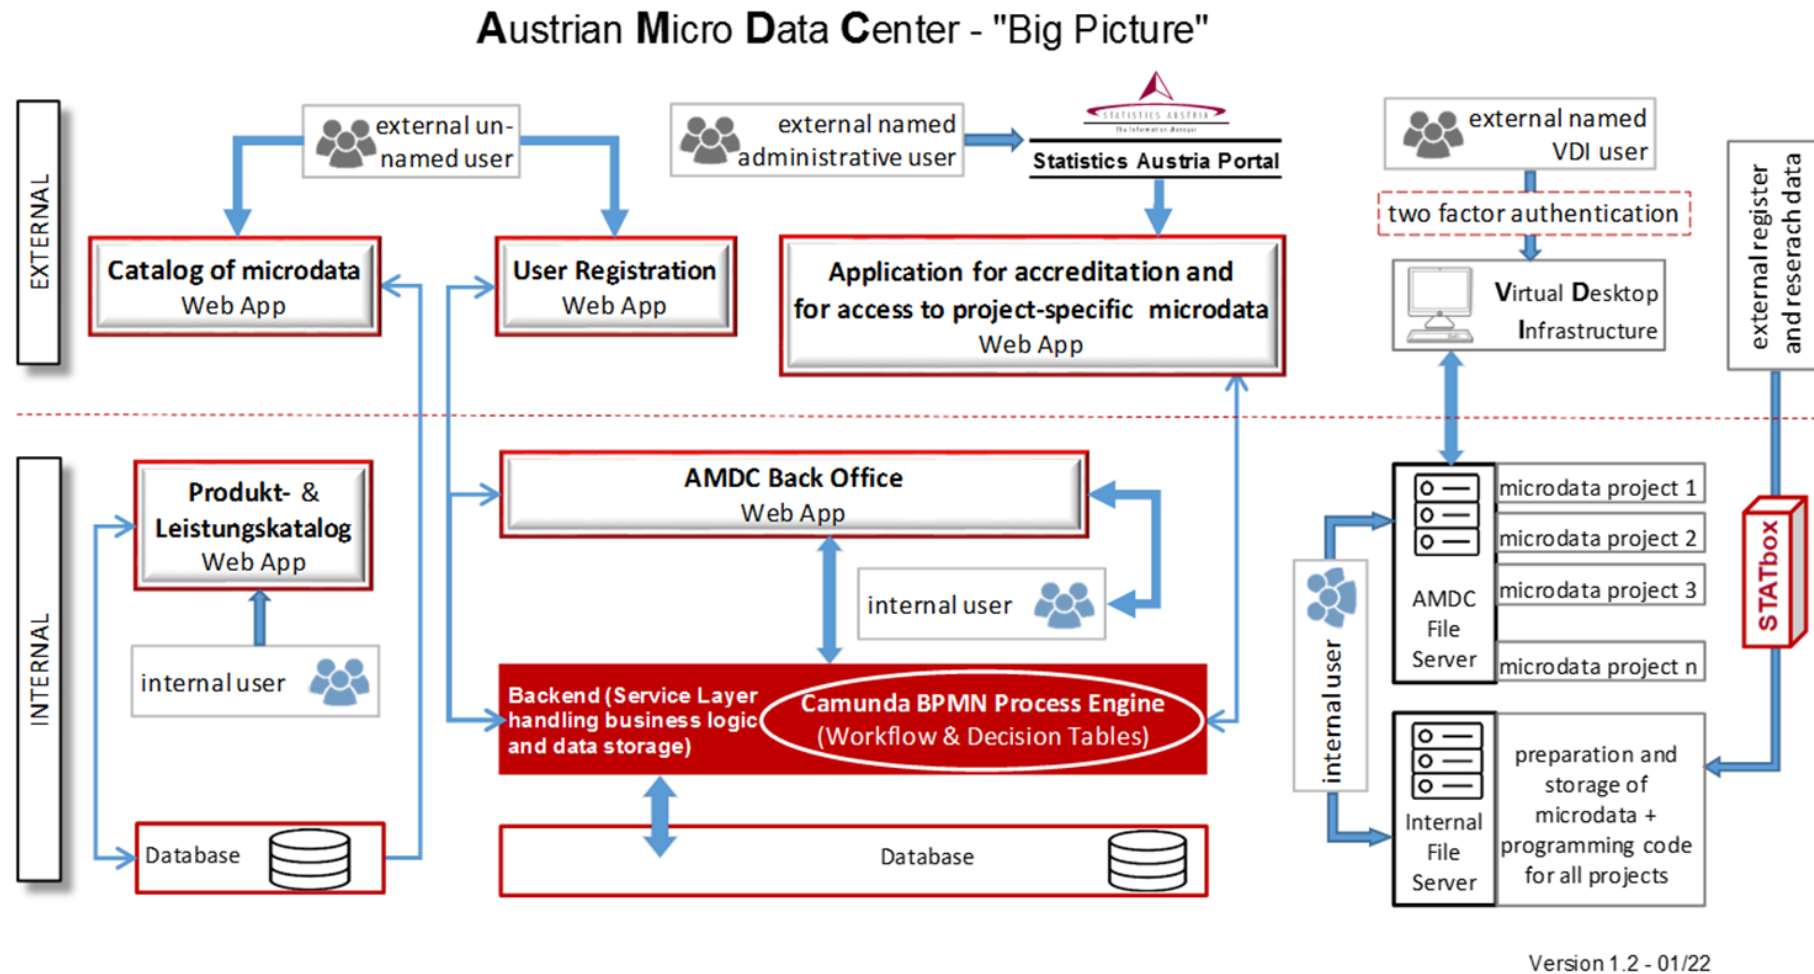 Austrian Micro Data Center - "Big Picture"
EXTERNAL
external un-
named user
external named
administrative user
STATISTICS AUSTRIA
The Information Manager
Statistics Austria Portal
external named
VDI user
two factor authentication
external register
and reserach data
Catalog of microdata
Web App
User Registration
Web App
Application for accreditation and
for access to project-specific microdata
Web App
Virtual Desktop
Infrastructure
INTERNAL
Produkt- &
Leistungskatalog
Web App
internal user
Database
AMDC Back Office
Web App
internal user
Backend (Service Layer
handling business logic
and data storage)
Camunda BPMN Process Engine
(Workflow & Decision Tables)
Database
internal user
AMDC
File
Server
microdata project 1
microdata project 2
microdata project 3
microdata project n
STATbox
Internal
File
Server
preparation and
storage of
microdata +
programming code
for all projects
Version 1.2 - 01/22